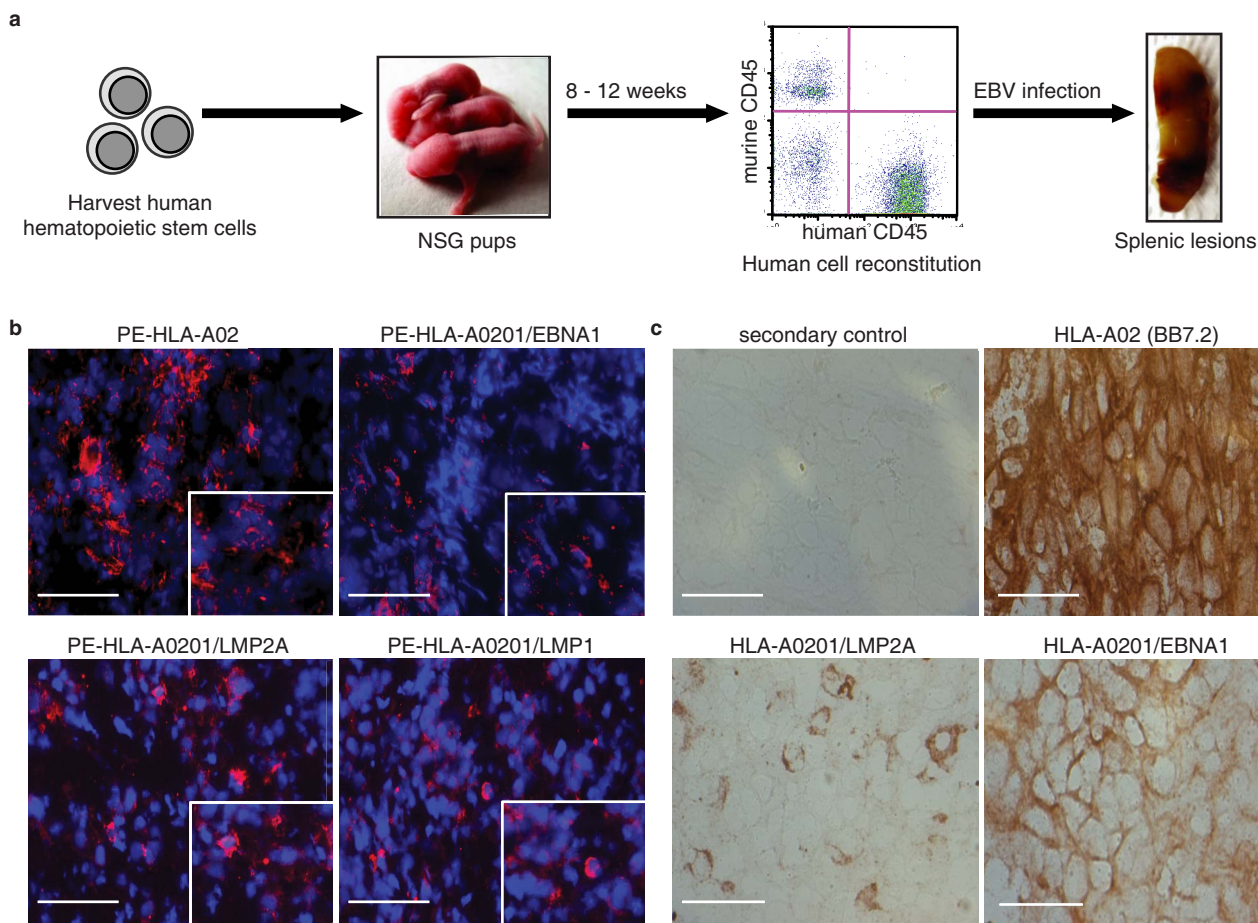 a
8 - 12 weeks
EBV infection
murine CD45
human CD45
Harvest human
hematopoietic stem cells
NSG pups
Human cell reconstitution
Splenic lesions
b
PE-HLA-A02
PE-HLA-A0201/EBNA1
PE-HLA-A0201/LMP2A
PE-HLA-A0201/LMP1
c
secondary control
HLA-A02 (BB7.2)
HLA-A0201/LMP2A
HLA-A0201/EBNA1